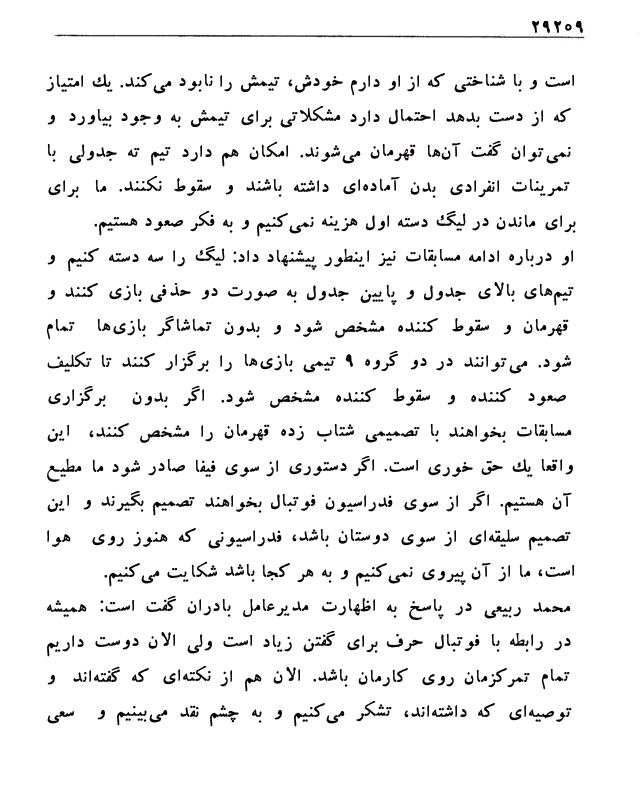 ۲۹۲۵۹
است و با شناختی که از او دارم خودش، تیمش را نابود می‌کند. یك امتیاز
که از دست بدهد احتمال دارد مشکلاتی برای تیمش به وجود بیاورد و
نمی‌توان گفت آن‌ها قهرمان می‌شوند. امکان هم دارد تیم ته جدولی با
تمرینات انفرادی بدن آماده‌ای داشته باشند و سقوط نکنند. ما برای
برای ماندن در لیگ دسته اول هزینه نمی‌کنیم و به فکر صعود هستیم.
او درباره ادامه مسابقات نیز اینطور پیشنهاد داد: لیگ را سه دسته کنیم و
تیم‌های بالای جدول و پایین جدول به صورت دو حذفی بازی کنند و
قهرمان و سقوط کننده مشخص شود و بدون تماشاگر بازی‌ها تمام
شود. می‌توانند در دو گروه ۹ تیمی بازی‌ها را برگزار کنند تا تکلیف
صعود کننده و سقوط کننده مشخص شود. اگر بدون برگزاری
مسابقات بخواهند با تصمیمی شتاب زده قهرمان را مشخص کنند، این
واقعا یك حق خوری است. اگر دستوری از سوی فیفا صادر شود ما مطیع
آن هستیم. اگر از سوی فدراسیون فوتبال بخواهند تصمیم بگیرند و این
تصمیم سلیقه‌ای از سوی دوستان باشد، فدراسیونی که هنوز روی هوا
است، ما از آن پیروی نمی‌کنیم و به هر کجا باشد شکایت می‌کنیم.
محمد ربیعی در پاسخ به اظهارت مدیرعامل بادران گفت است: همیشه
در رابطه با فوتبال حرف برای گفتن زیاد است ولی الان دوست داریم
تمام تمرکزمان روی کارمان باشد. الان هم از نکته‌ای که گفته‌اند و
توصیه‌ای که داشته‌اند، تشکر می‌کنیم و به چشم نقد می‌بینیم و سعی